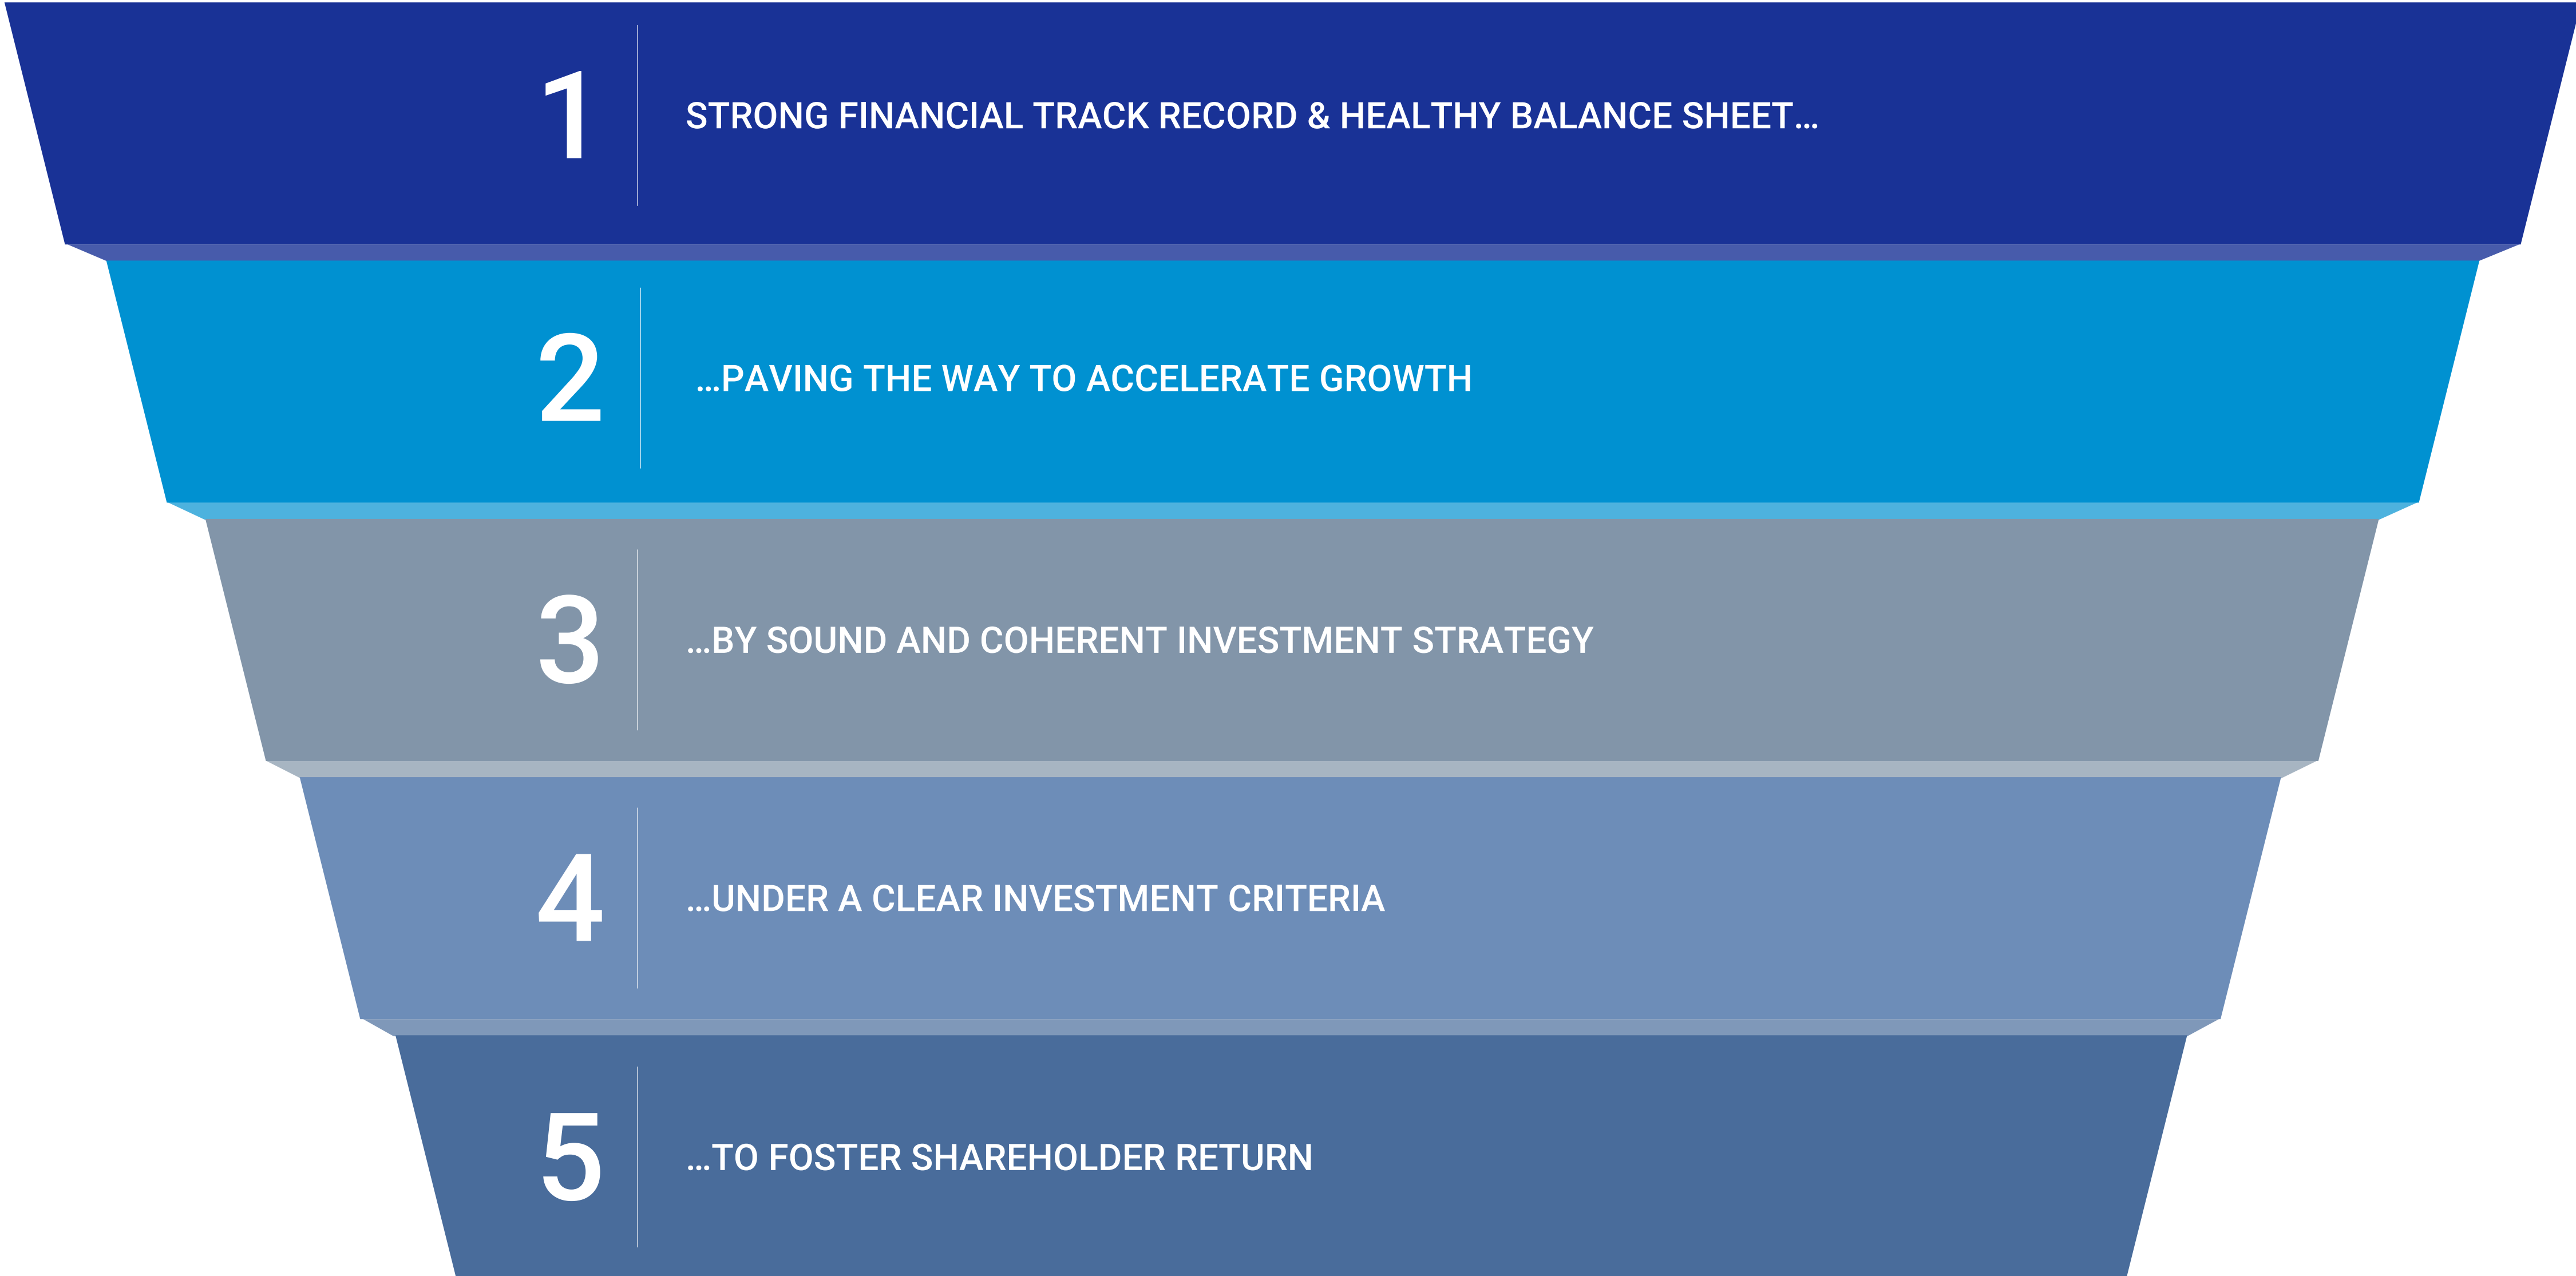 1
STRONG FINANCIAL TRACK RECORD & HEALTHY BALANCE SHEET...
2
...PAVING THE WAY TO ACCELERATE GROWTH
3
...BY SOUND AND COHERENT INVESTMENT STRATEGY
4
...UNDER A CLEAR INVESTMENT CRITERIA
5
...TO FOSTER SHAREHOLDER RETURN